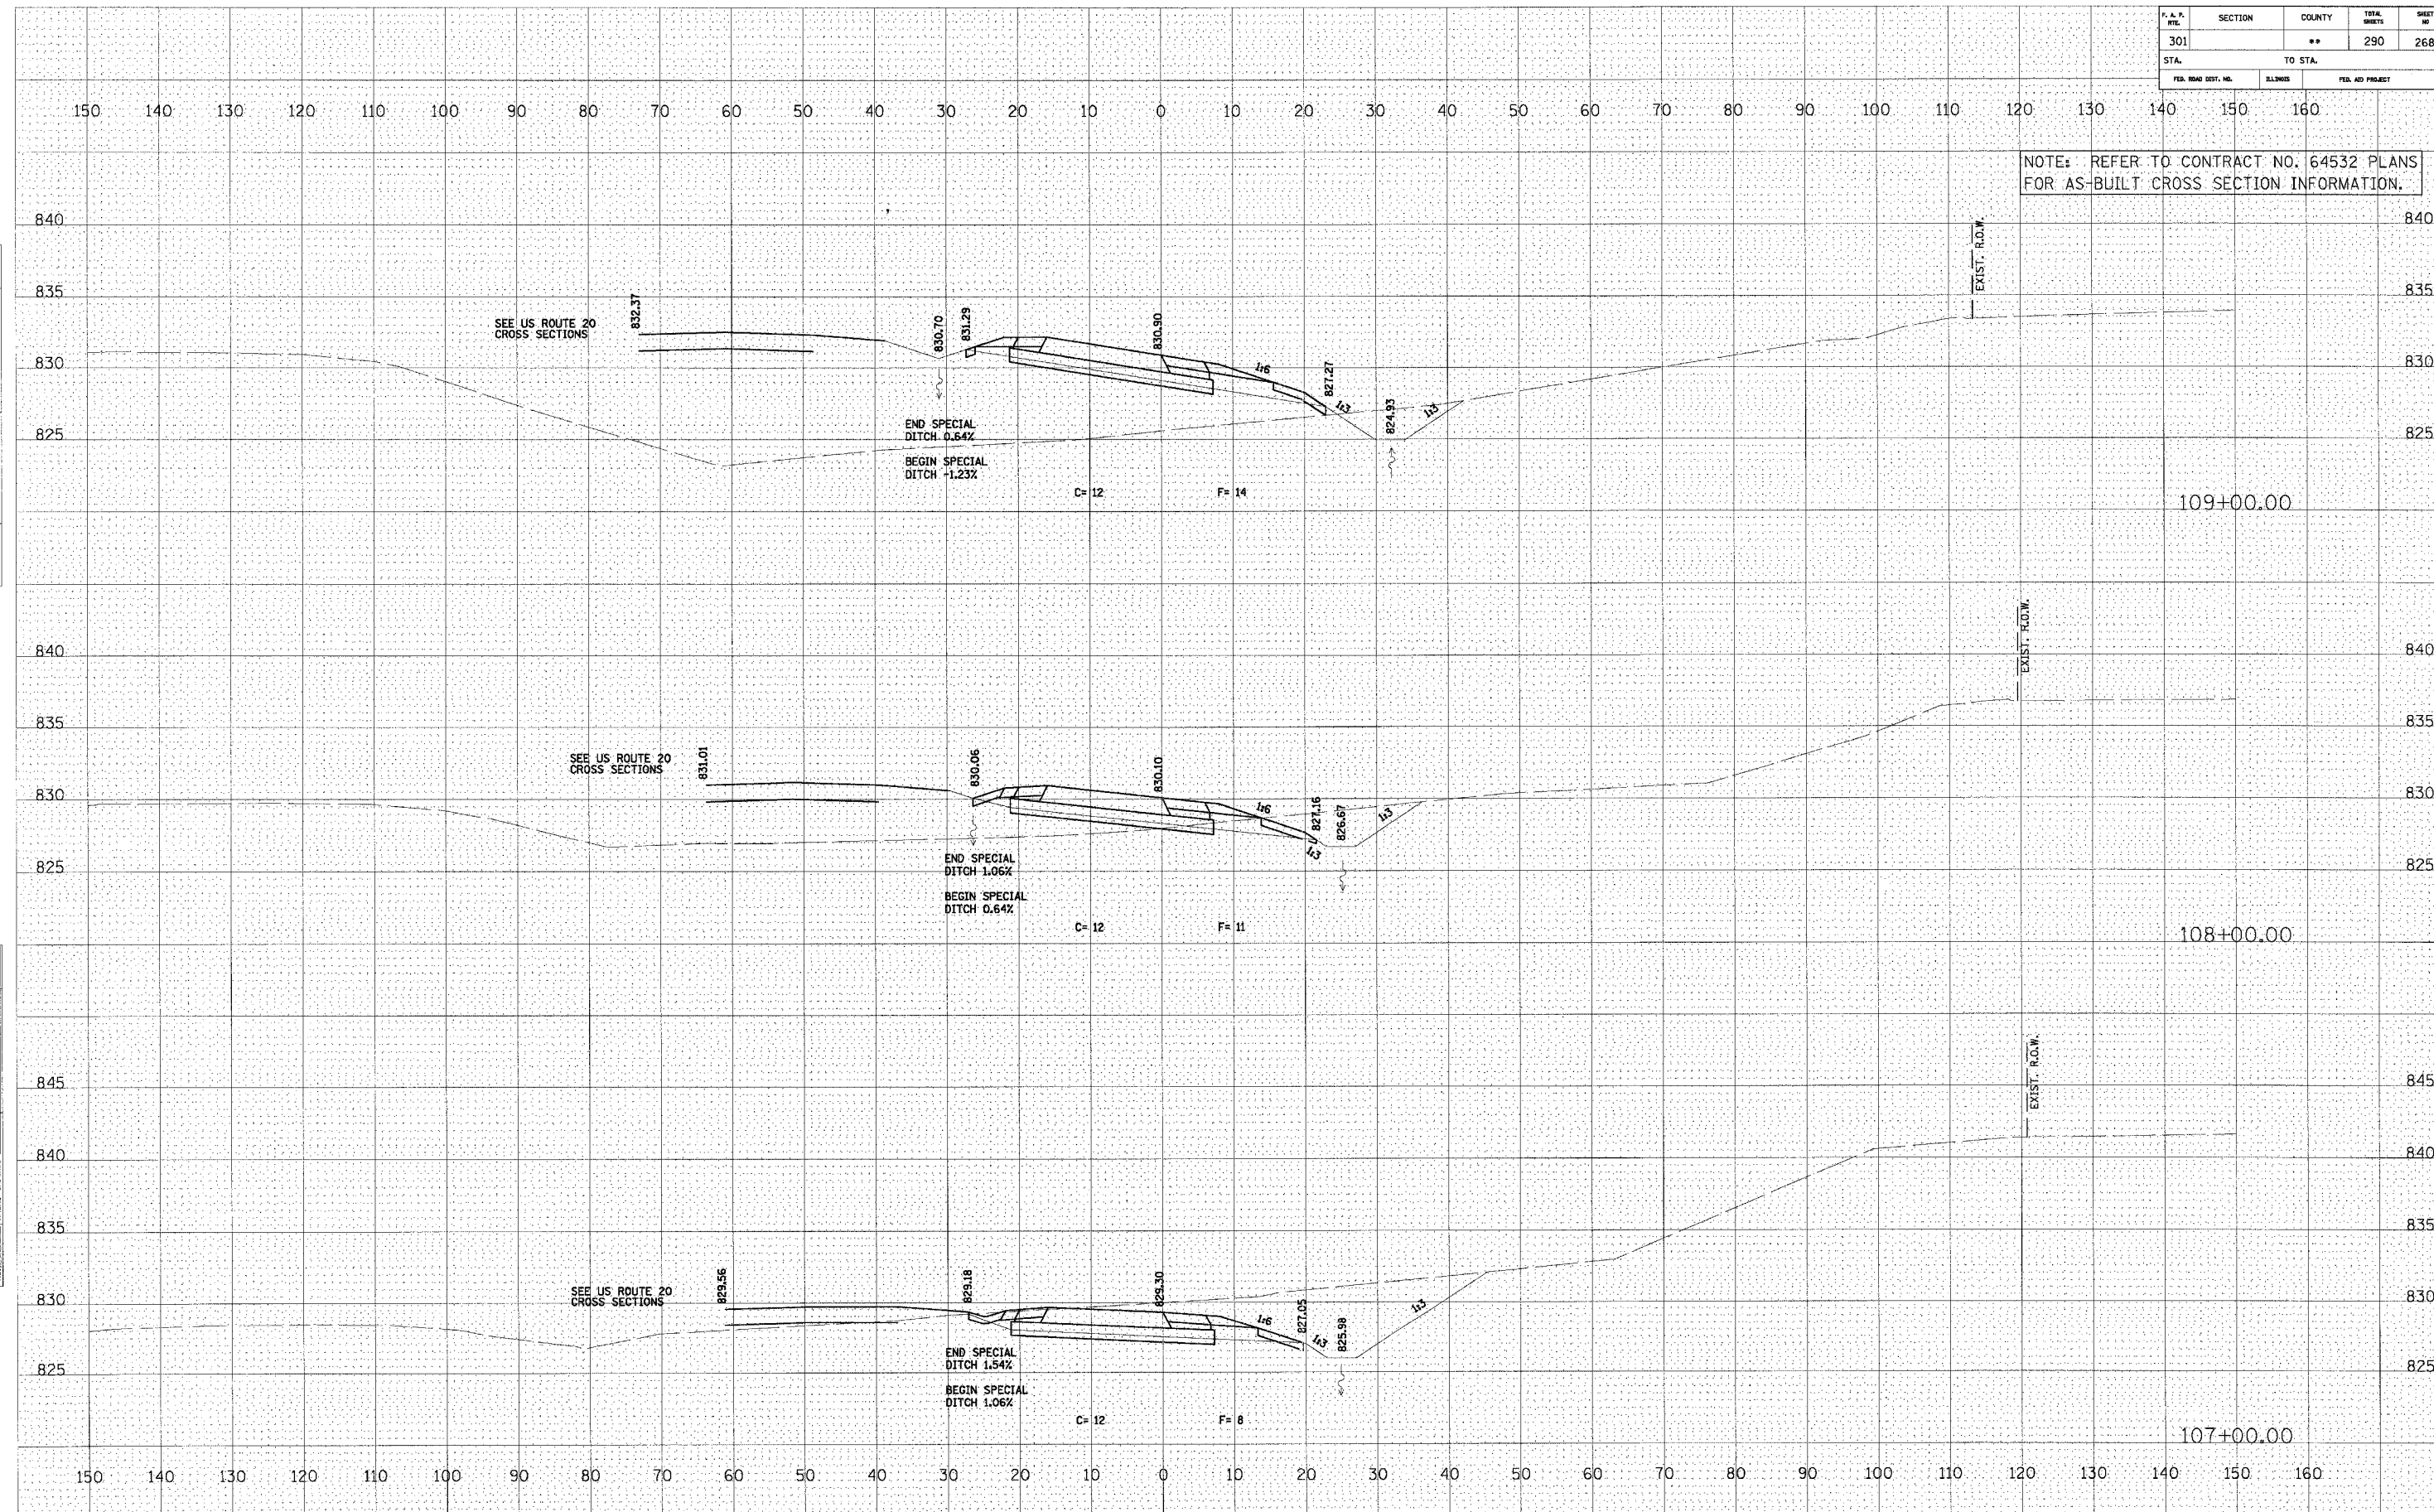 F. A. P. RTE. SECTION COUNTY TOTAL SHEETS SHEET NO
301 ** 290 268
STA. TO STA.
FED. ROAD DIST. NO. ILLINOIS FED. AID PROJECT
150 140 130 120 110 100 90 80 70 60 50 40 30 20 10 0 10 20 30 40 50 60 70 80 90 100 110 120 130 140 150 160
NOTE: REFER TO CONTRACT NO. 64532 PLANS
FOR AS-BUILT CROSS SECTION INFORMATION.
840 840
EXIST. R.O.W.
835 835
SEE US ROUTE 20
CROSS SECTIONS
832.37
830.70
831.29
830.90
1:6
827.27
1:3
824.93
1:3
830 830
END SPECIAL
DITCH 0.64%
825 825
BEGIN SPECIAL
DITCH -1.23%
C= 12 F= 14
109+00.00
EXIST. R.O.W.
840 840
835 835
SEE US ROUTE 20
CROSS SECTIONS
831.01
830.06
830.10
1:6
827.16
1:3
826.67
1:3
830 830
END SPECIAL
DITCH 1.06%
825 825
BEGIN SPECIAL
DITCH 0.64%
C= 12 F= 11
108+00.00
EXIST. R.O.W.
845 845
840 840
835 835
SEE US ROUTE 20
CROSS SECTIONS
829.56
829.18
829.30
1:6
827.05
1:3
825.98
1:3
830 830
END SPECIAL
DITCH 1.54%
825 825
BEGIN SPECIAL
DITCH 1.06%
C= 12 F= 8
107+00.00
150 140 130 120 110 100 90 80 70 60 50 40 30 20 10 0 10 20 30 40 50 60 70 80 90 100 110 120 130 140 150 160